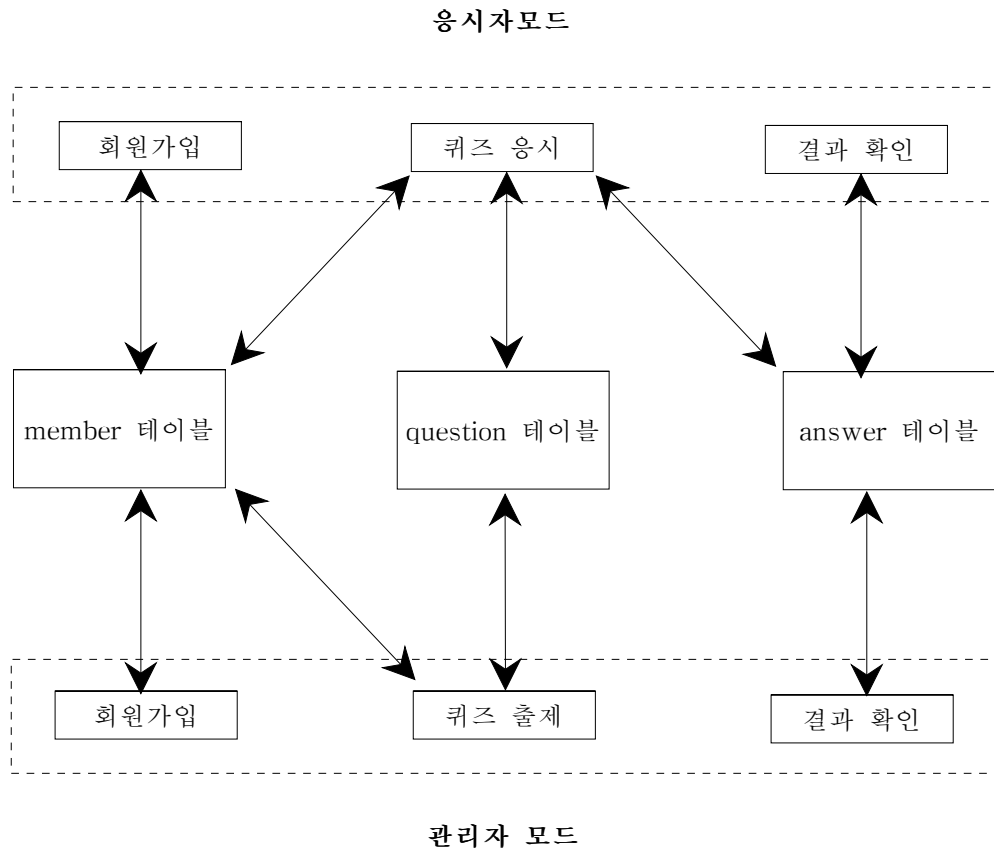 응시자모드
회원가입
퀴즈 응시
결과 확인
member 테이블
question 테이블
answer 테이블
회원가입
퀴즈 출제
결과 확인
관리자 모드